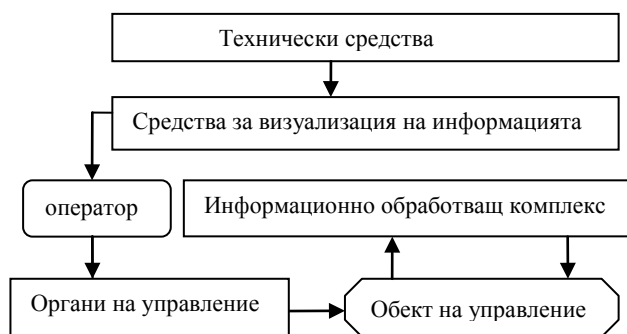 Технически средства
Средства за визуализация на информацията
оператор
Информационно обработващ комплекс
Органи на управление
Обект на управление